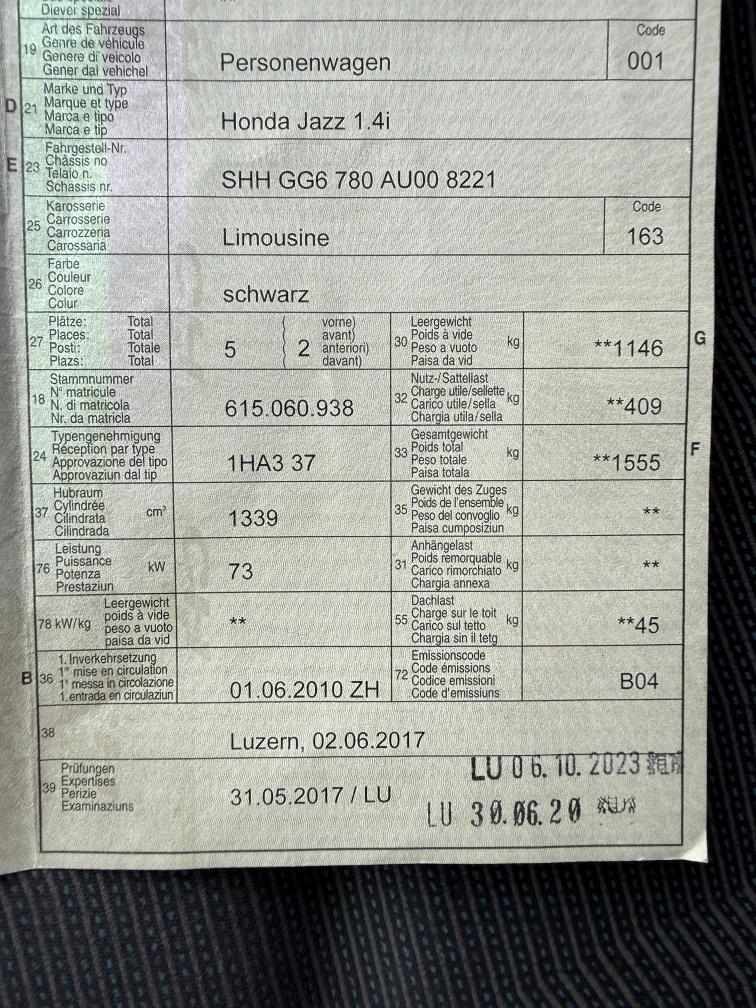 Diever spezial
19 Art des Fahrzeugs
Genre de véhicule
Genere di veicolo
Gener dal vehichel
Personenwagen
Code
001
D 21 Marke und Typ
Marque et type
Marca e tipo
Marca e tip
Honda Jazz 1.4i
E 23 Fahrgestell-Nr.
Châssis no
Telaio n.
Schassis nr.
SHH GG6 780 AU00 8221
25 Karosserie
Carrosserie
Carrozzeria
Carossaria
Limousine
Code
163
26 Farbe
Couleur
Colore
Colur
schwarz
27 Plätze: Total
Places: Total
Posti: Totale
Plazs: Total
5 ( 2 vorne)
( avant)
( anteriori)
( davant)
30 Leergewicht
Poids à vide
Peso a vuoto
Paisa da vid
kg
**1146
G
18 Stammnummer
N° matricule
N. di matricola
Nr. da matricla
615.060.938
32 Nutz-/Sattellast
Charge utile/sellette
Carico utile/sella
Chargia utila/sella
kg
**409
24 Typengenehmigung
Réception par type
Approvazione del tipo
Approvaziun dal tip
1HA3 37
33 Gesamtgewicht
Poids total
Peso totale
Paisa totala
kg
**1555
F
37 Hubraum
Cylindrée
Cilindrata
Cilindrada
cm³
1339
35 Gewicht des Zuges
Poids de l'ensemble
Peso del convoglio
Paisa cumposiziun
kg
**
76 Leistung
Puissance
Potenza
Prestaziun
kW
73
31 Anhängelast
Poids remorquable
Carico rimorchiato
Chargia annexa
kg
**
78 kW/kg Leergewicht
poids à vide
peso a vuoto
paisa da vid
**
55 Dachlast
Charge sur le toit
Carico sul tetto
Chargia sin il tetg
kg
**45
B 36 1. Inverkehrsetzung
1re mise en circulation
1a messa in circolazione
1. entrada en circulaziun
01.06.2010 ZH
72 Emissionscode
Code émissions
Codice emissioni
Code d'emissiuns
B04
38
Luzern, 02.06.2017
39 Prüfungen
Expertises
Perizie
Examinaziuns
31.05.2017 / LU
LU 06.10.2023
LU 30.06.20